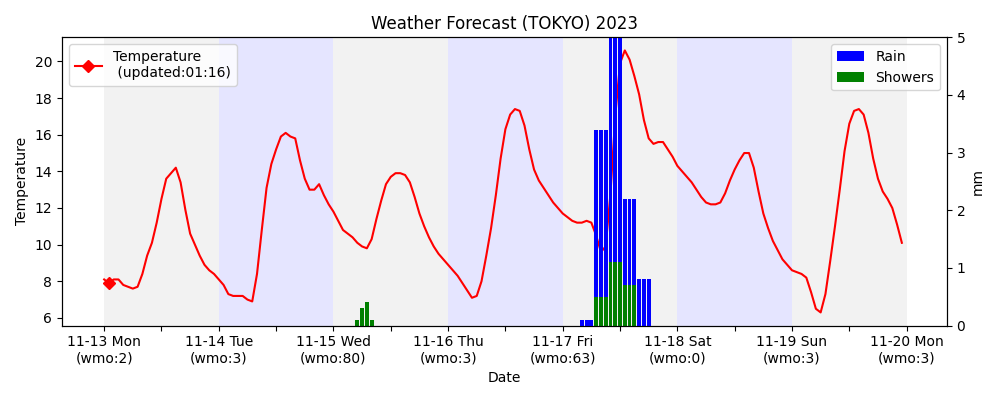 Weather Forecast (TOKYO) 2023
Temperature
(updated:01:16)
Rain
Showers
20
18
16
14
12
10
8
6
Temperature
5
4
3
2
1
0
mm
11-13 Mon
(wmo:2)
11-14 Tue
(wmo:3)
11-15 Wed
(wmo:80)
11-16 Thu
(wmo:3)
11-17 Fri
(wmo:63)
11-18 Sat
(wmo:0)
11-19 Sun
(wmo:3)
11-20 Mon
(wmo:3)
Date